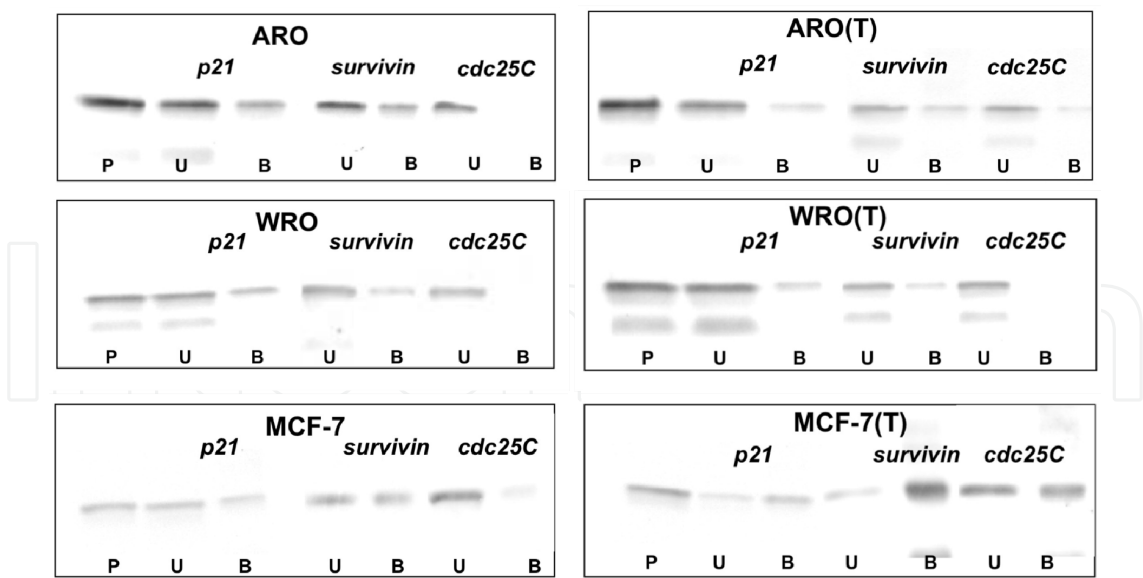 ARO
p21 survivin cdc25C
P U B U B U B
ARO(T)
p21 survivin cdc25C
P U B U B U B
WRO
p21 survivin cdc25C
P U B U B U B
WRO(T)
p21 survivin cdc25C
P U B U B U B
MCF-7
p21 survivin cdc25C
P U B U B U B
MCF-7(T)
p21 survivin cdc25C
P U B U B U B